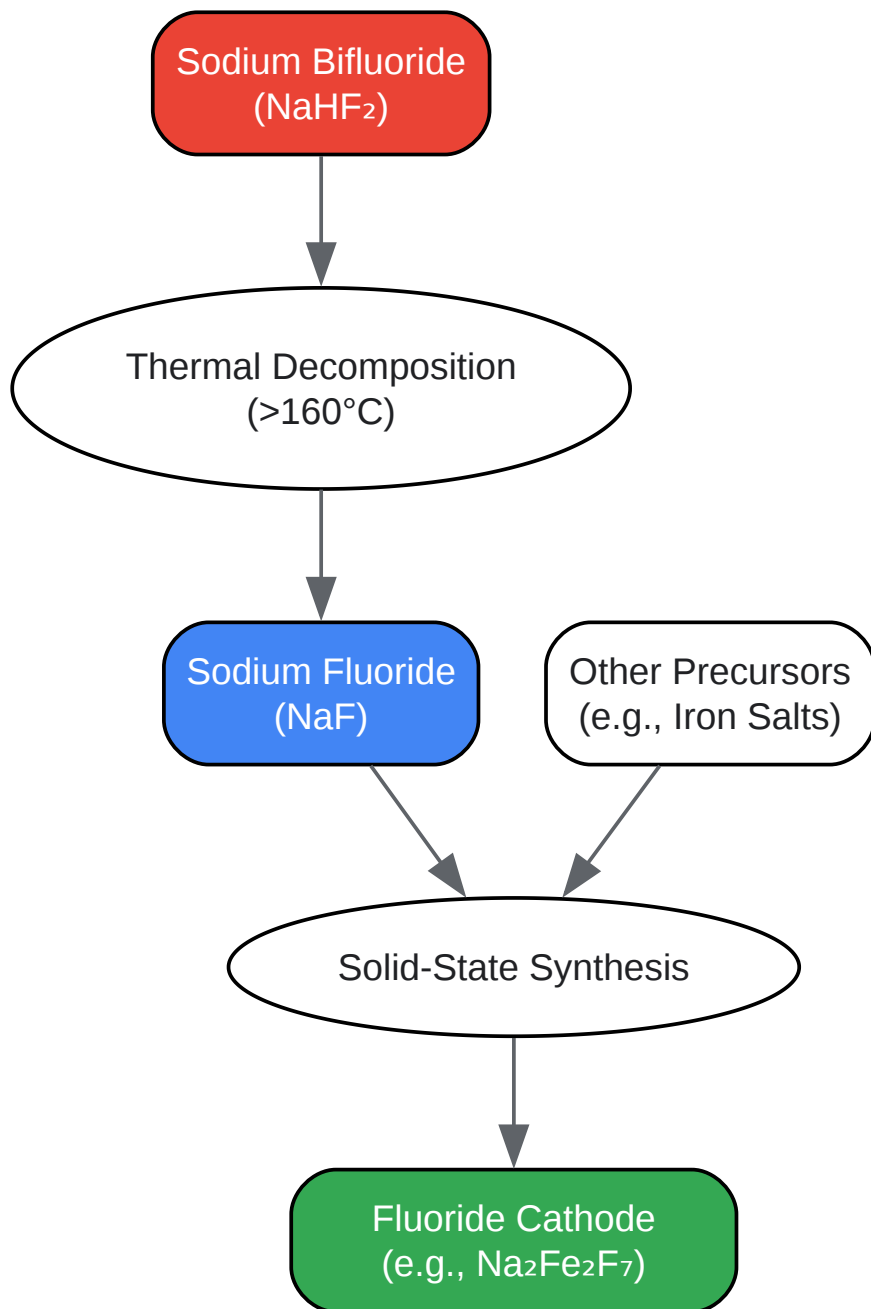 Sodium Bifluoride
(NaHF₂)
Thermal Decomposition
(>160°C)
Sodium Fluoride
(NaF)
Other Precursors
(e.g., Iron Salts)
Solid-State Synthesis
Fluoride Cathode
(e.g., Na₂Fe₂F₇)